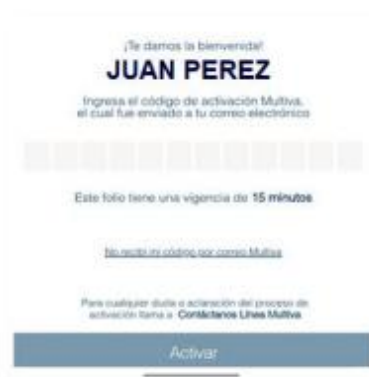 ¡Te damos la bienvenida!
JUAN PEREZ
Ingresa el código de activación Multiva,
el cual fue enviado a tu correo electrónico
Este folio tiene una vigencia de 15 minutos
No recibí mi código por correo Multiva
Para cualquier duda o aclaración del proceso de
activación llama a Contáctanos Línea Multiva
Activar